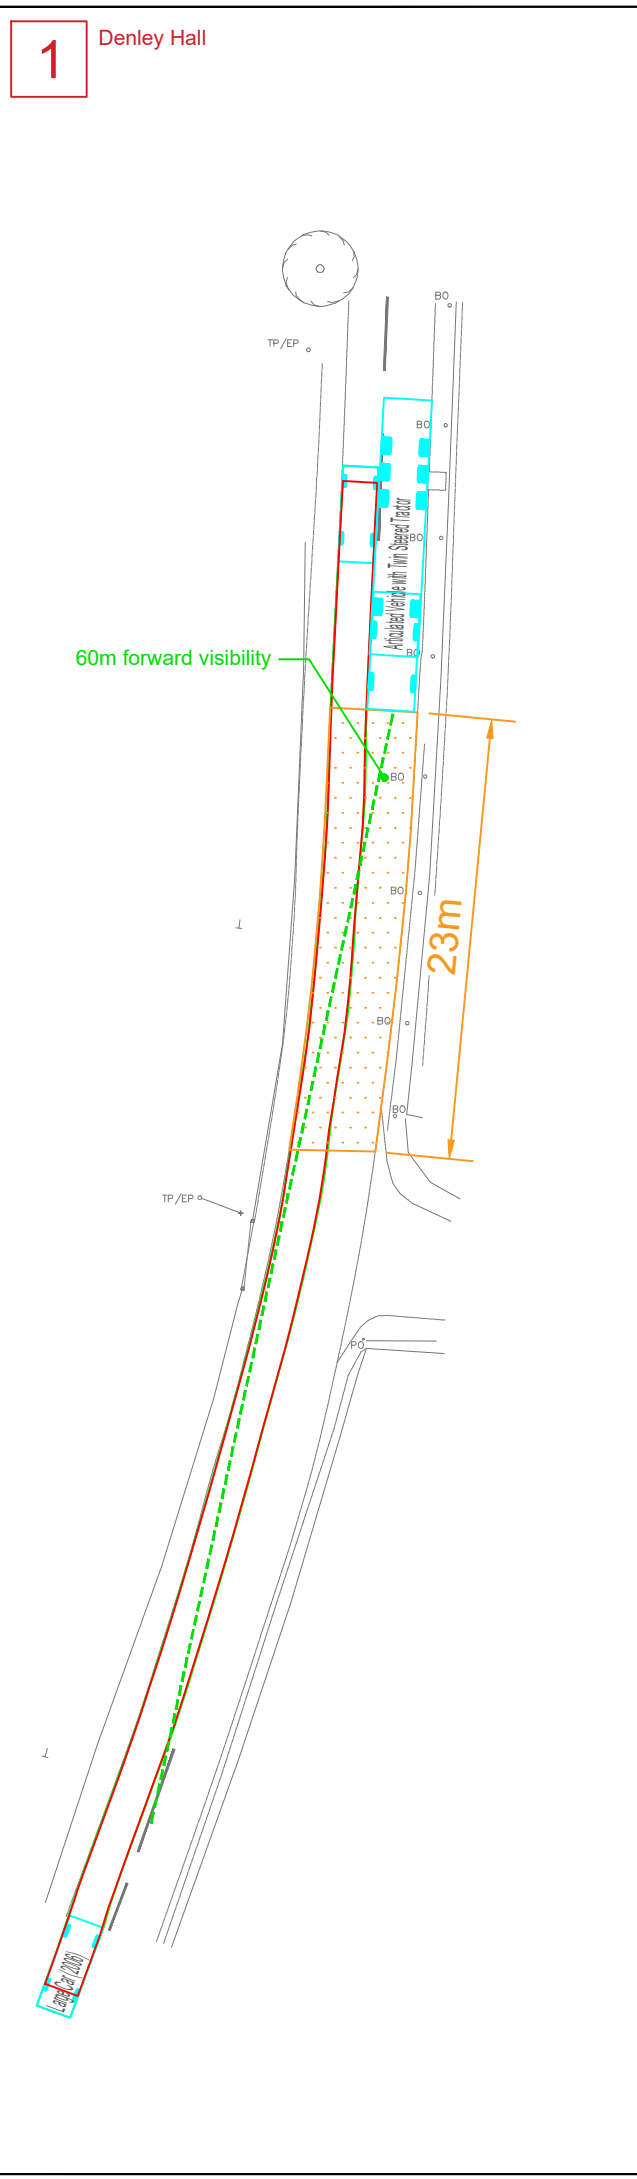 1
Denley Hall
BO
TP/EP
BO
Articulated Vehicle with Twin Steered Tractor
BO
BO
60m forward visibility
BO
BO
23m
BO
BO
TP/EP
PO
Large Car (2006)